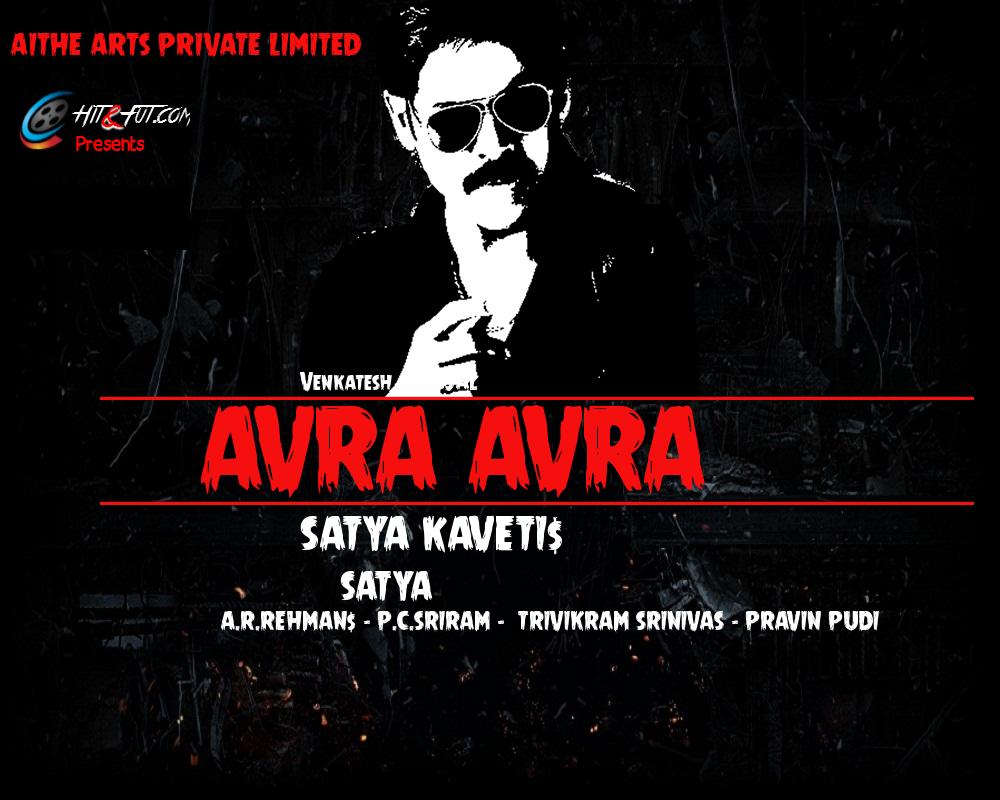 AITHE ARTS PRIVATE LIMITED
HIT&FUT.COM
Presents
VENKATESH
AVRA AVRA
SATYA KAVETI$
SATYA
A.R.REHMAN$ - P.C.SRIRAM - TRIVIKRAM SRINIVAS - PRAVIN PUDI